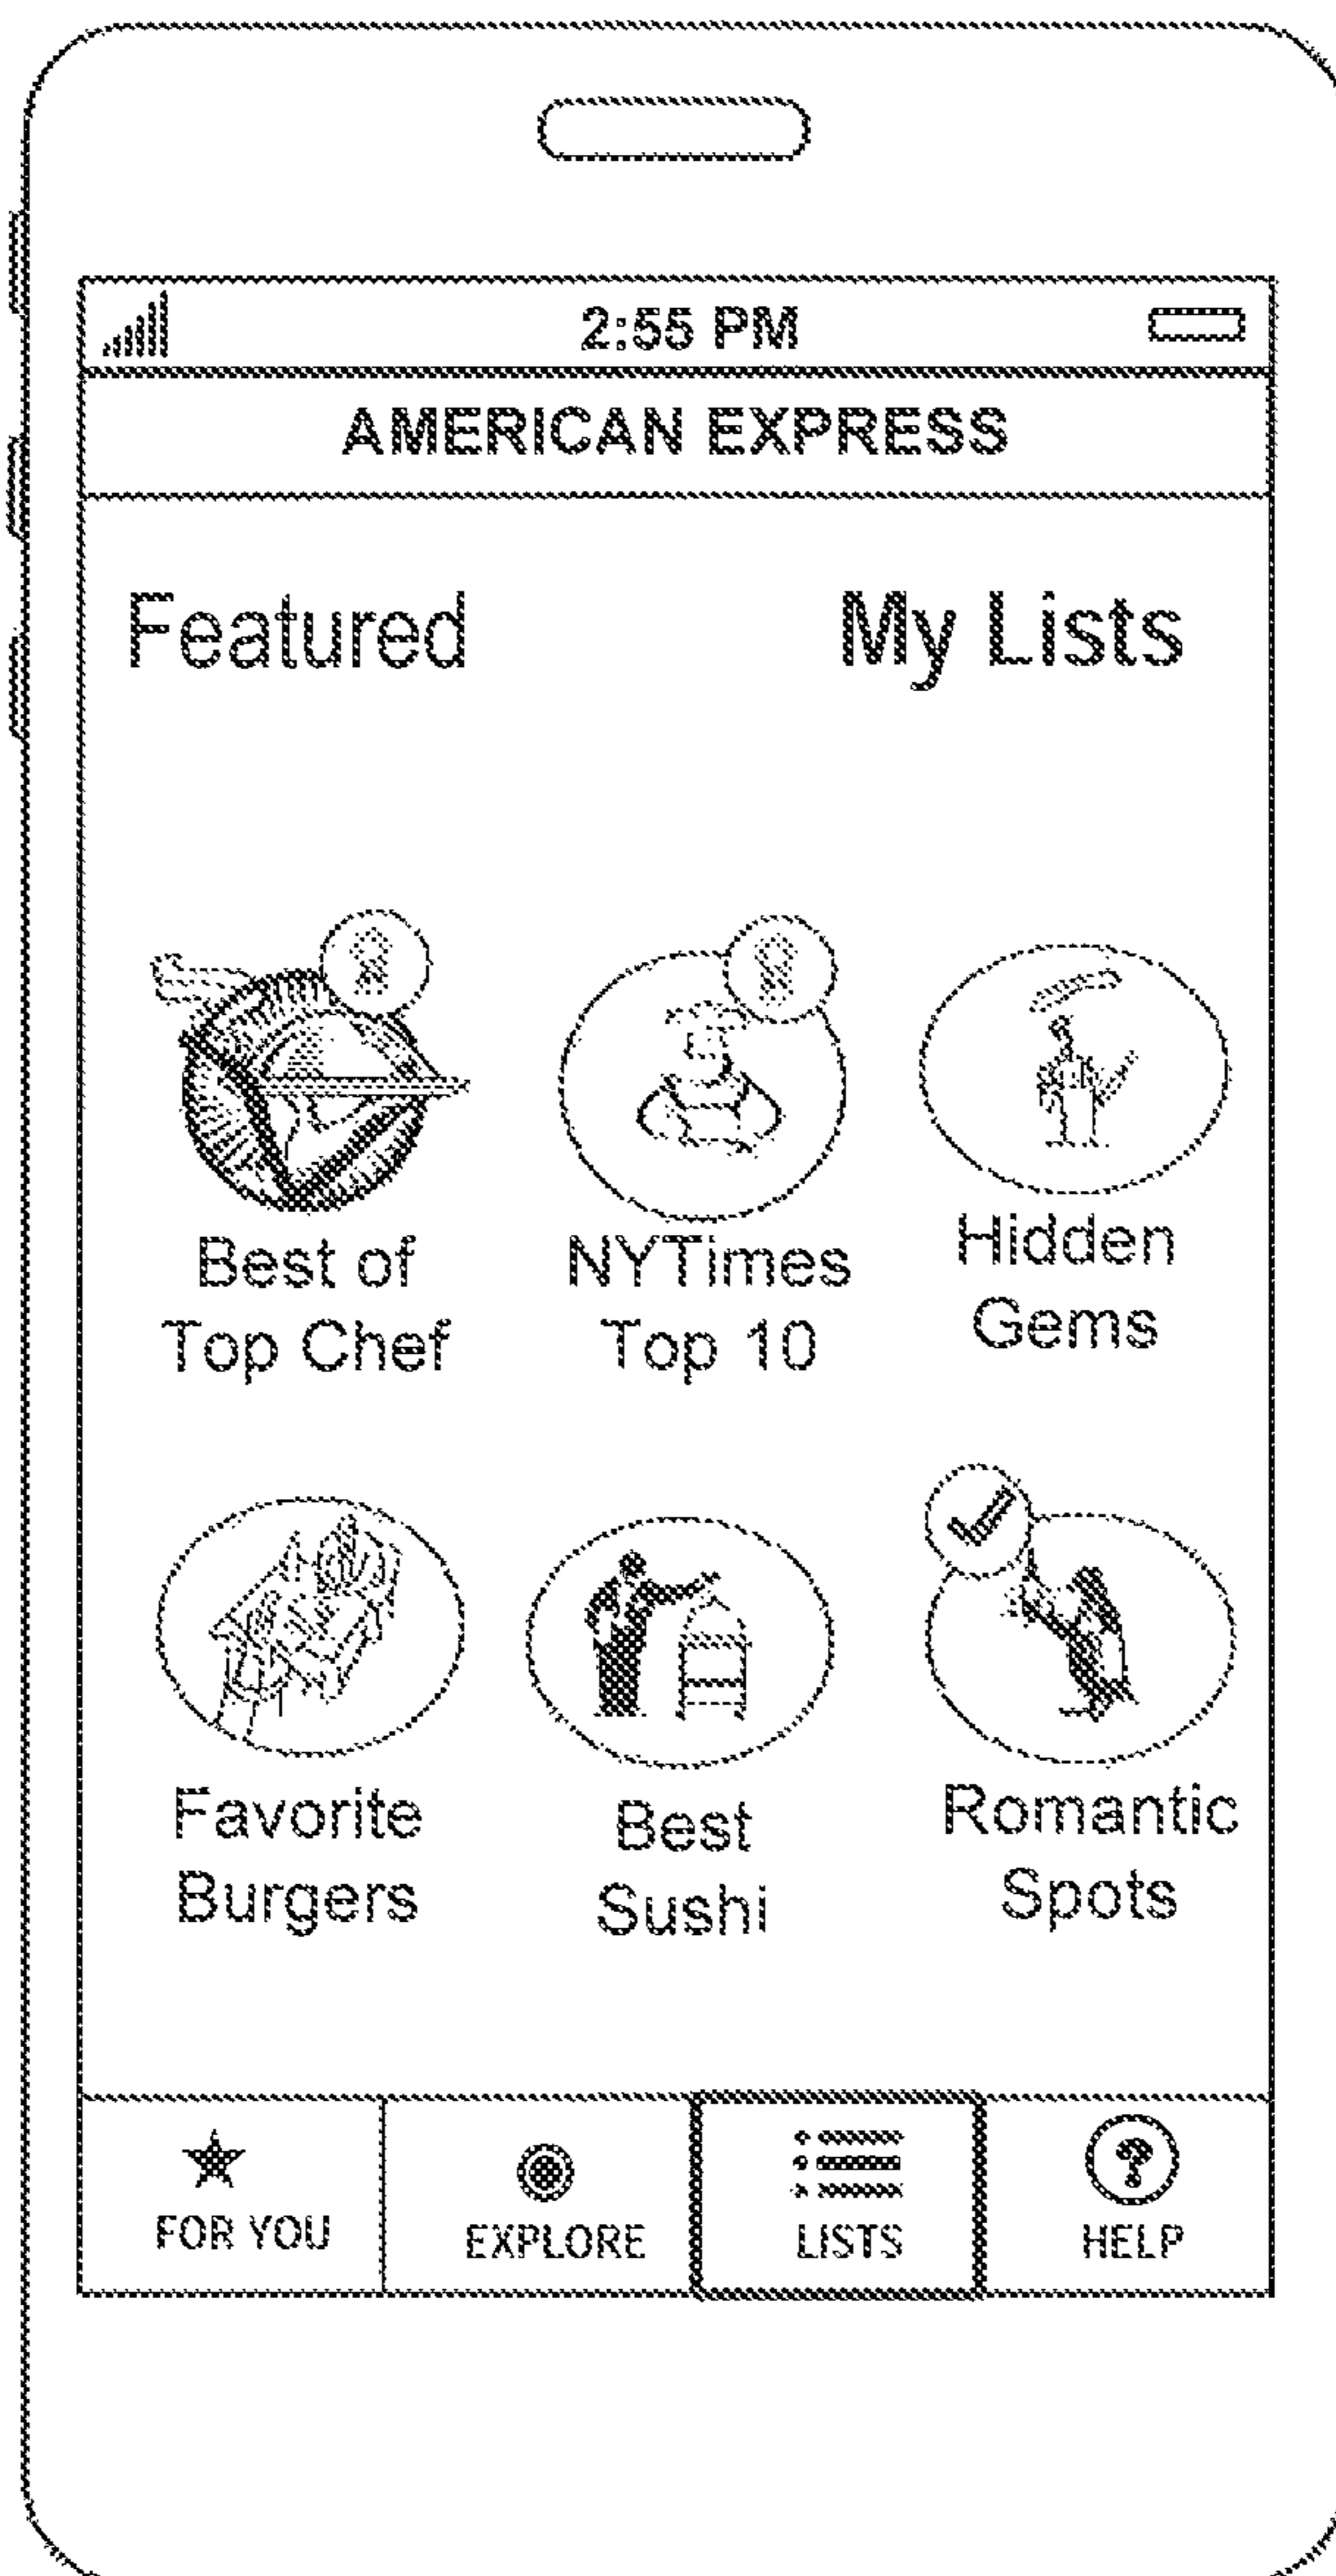 2:55 PM
AMERICAN EXPRESS
Featured
My Lists
Best of
Top Chef
NYTimes
Top 10
Hidden
Gems
Favorite
Burgers
Best
Sushi
Romantic
Spots
FOR YOU
EXPLORE
LISTS
HELP